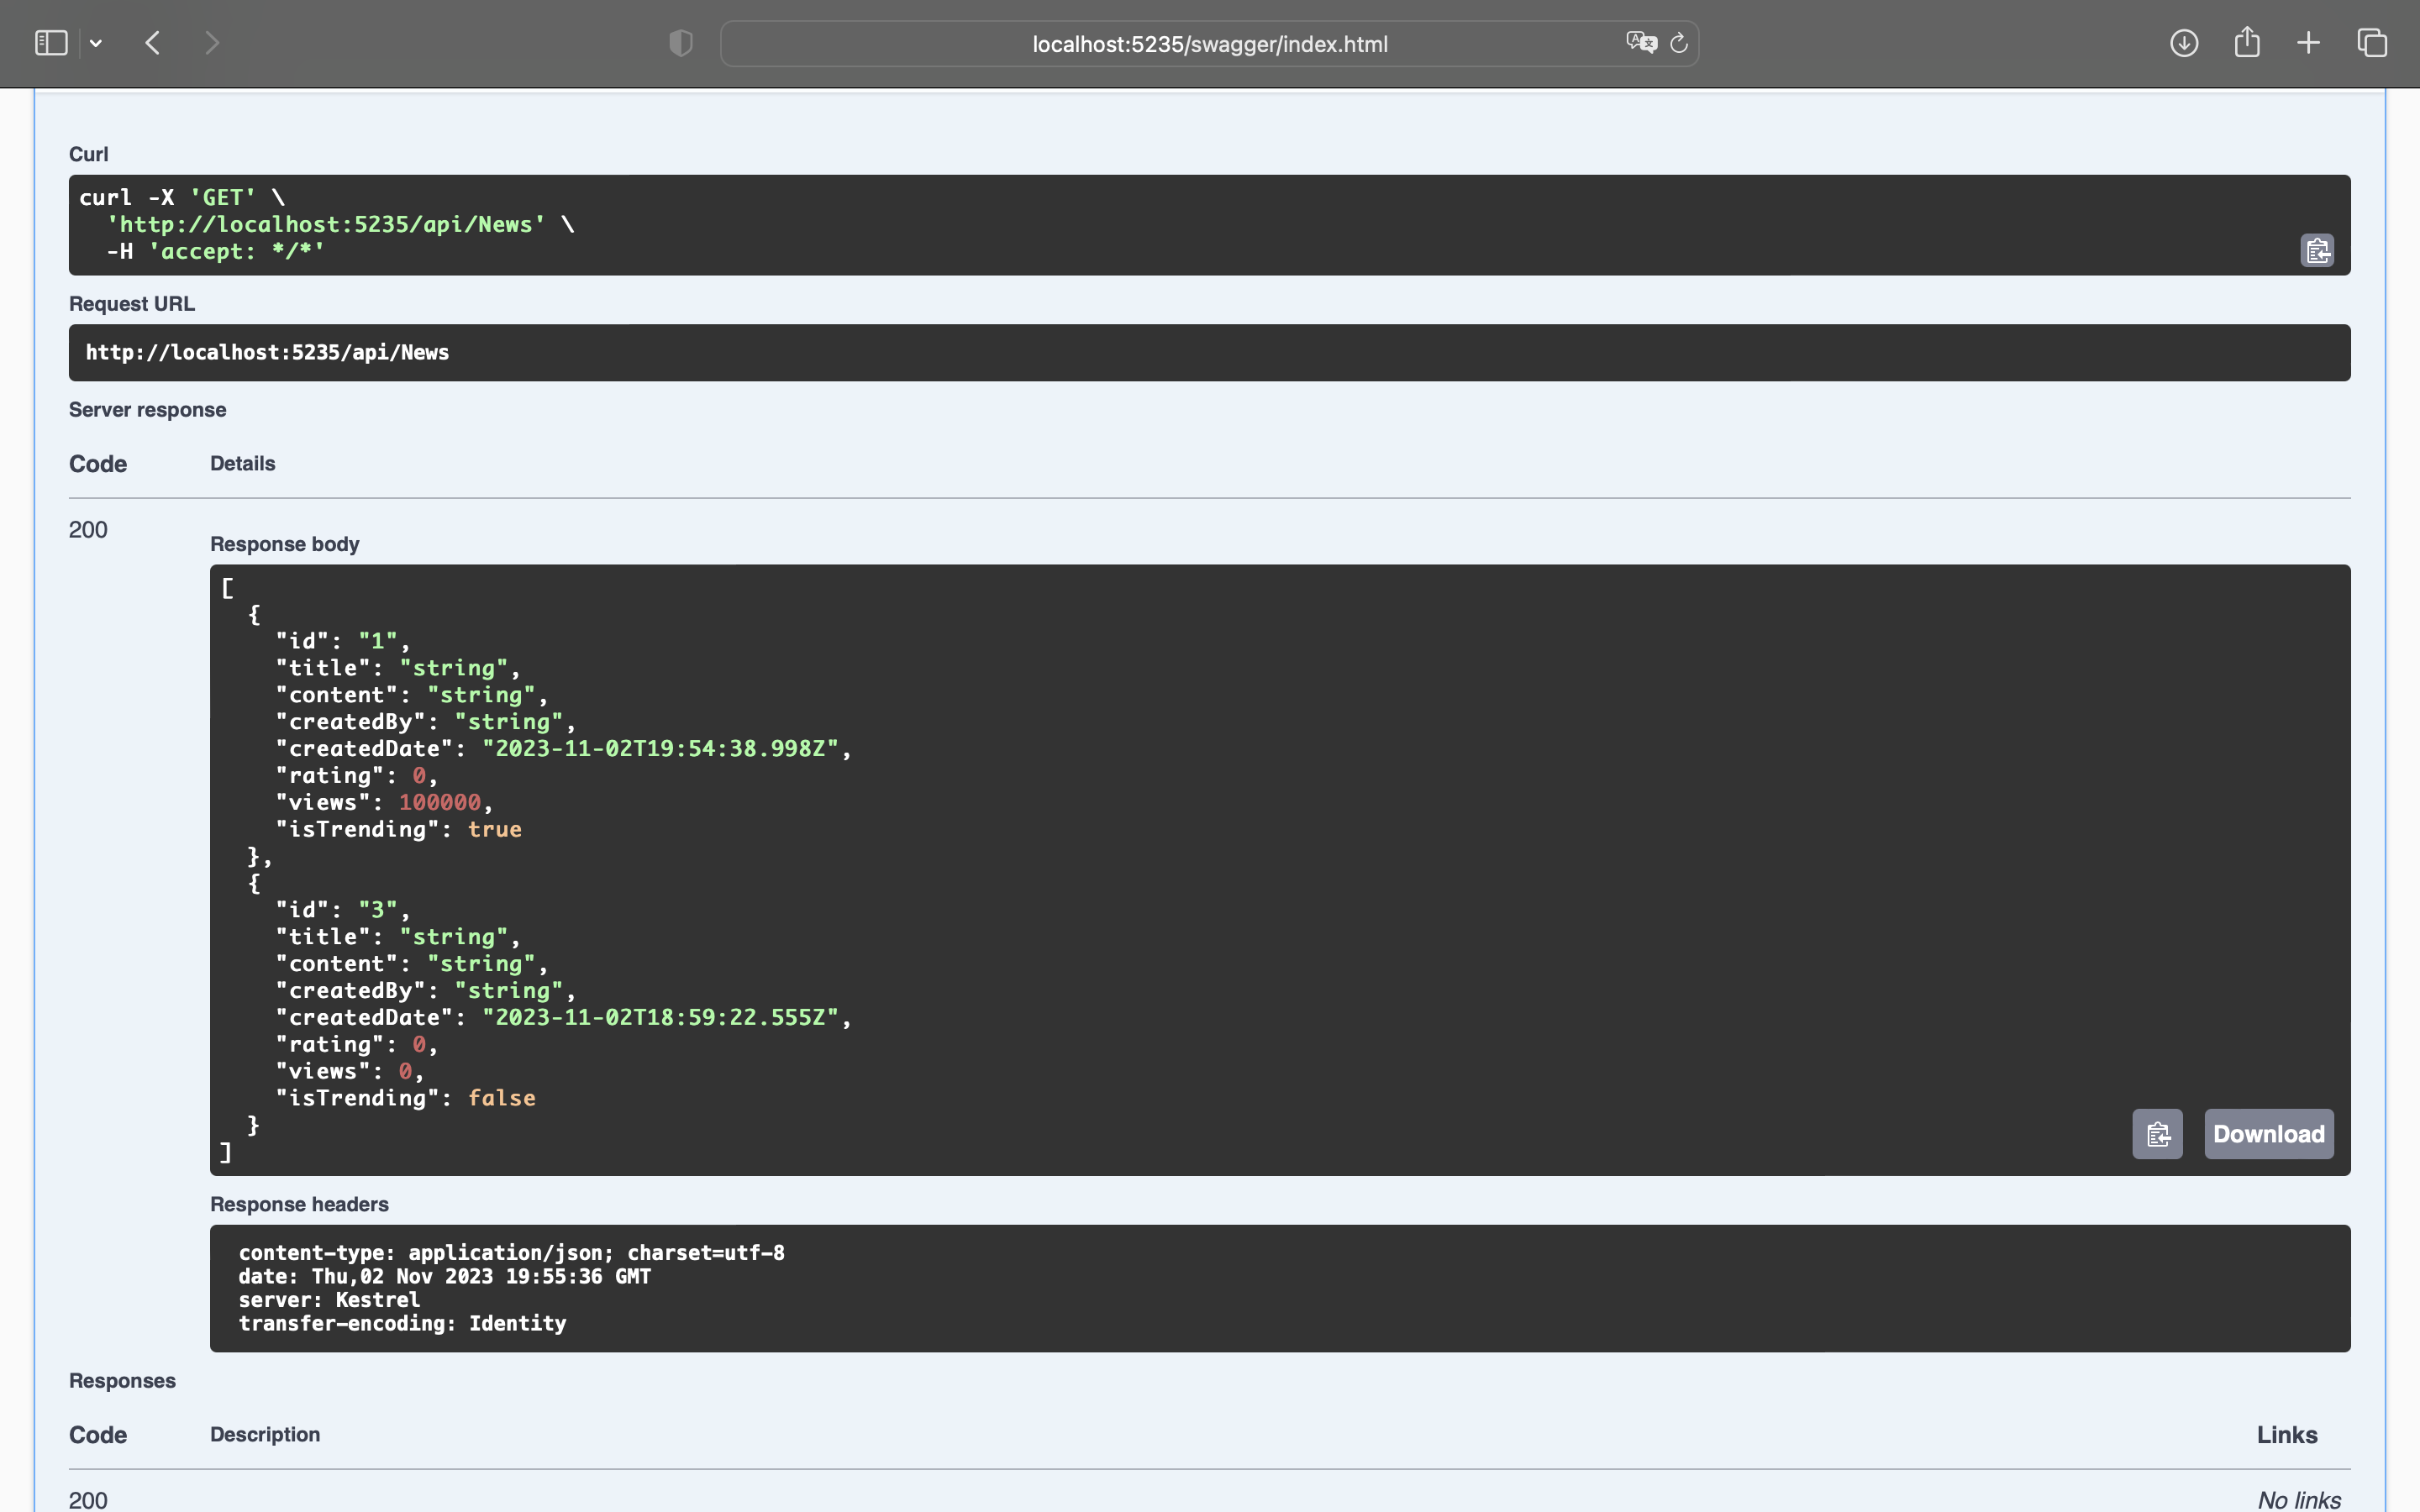 localhost:5235/swagger/index.html
Curl
curl -X 'GET' \
  'http://localhost:5235/api/News' \
  -H 'accept: */*'
Request URL
http://localhost:5235/api/News
Server response
Code Details
200
Response body
[
  {
    "id": "1",
    "title": "string",
    "content": "string",
    "createdBy": "string",
    "createdDate": "2023-11-02T19:54:38.998Z",
    "rating": 0,
    "views": 100000,
    "isTrending": true
  },
  {
    "id": "3",
    "title": "string",
    "content": "string",
    "createdBy": "string",
    "createdDate": "2023-11-02T18:59:22.555Z",
    "rating": 0,
    "views": 0,
    "isTrending": false
  }
]
Download
Response headers
content-type: application/json; charset=utf-8
date: Thu,02 Nov 2023 19:55:36 GMT
server: Kestrel
transfer-encoding: Identity
Responses
Code Description Links
200 No links